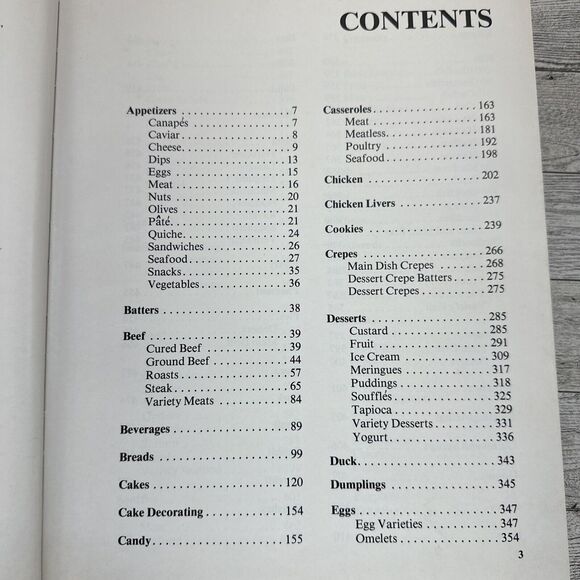 CONTENTS
Appetizers . . . . . . . . . . . . . . . . . . . 7
Canapés . . . . . . . . . . . . . . . . 7
Caviar . . . . . . . . . . . . . . . . . 8
Cheese . . . . . . . . . . . . . . . . . 9
Dips . . . . . . . . . . . . . . . . . 13
Eggs . . . . . . . . . . . . . . . . . 15
Meat . . . . . . . . . . . . . . . . . 16
Nuts . . . . . . . . . . . . . . . . . 20
Olives . . . . . . . . . . . . . . . . 21
Pâté . . . . . . . . . . . . . . . . . 21
Quiche . . . . . . . . . . . . . . . . 24
Sandwiches . . . . . . . . . . . . 26
Seafood . . . . . . . . . . . . . . . 27
Snacks . . . . . . . . . . . . . . . . 35
Vegetables . . . . . . . . . . . . . 36
Batters . . . . . . . . . . . . . . . . . . 38
Beef . . . . . . . . . . . . . . . . . . . . 39
Cured Beef . . . . . . . . . . . . 39
Ground Beef . . . . . . . . . . . 44
Roasts . . . . . . . . . . . . . . . . 57
Steak . . . . . . . . . . . . . . . . . 65
Variety Meats . . . . . . . . . . 84
Beverages . . . . . . . . . . . . . . . . 89
Breads . . . . . . . . . . . . . . . . . . 99
Cakes . . . . . . . . . . . . . . . . . . 120
Cake Decorating . . . . . . . . . . . 154
Candy . . . . . . . . . . . . . . . . . . 155
Casseroles . . . . . . . . . . . . . . . 163
Meat . . . . . . . . . . . . . . . . 163
Meatless . . . . . . . . . . . . . . 181
Poultry . . . . . . . . . . . . . . 192
Seafood . . . . . . . . . . . . . . 198
Chicken . . . . . . . . . . . . . . . . 202
Chicken Livers . . . . . . . . . . . . 237
Cookies . . . . . . . . . . . . . . . . 239
Crepes . . . . . . . . . . . . . . . . . 266
Main Dish Crepes . . . . . . . 268
Dessert Crepe Batters . . . . 275
Dessert Crepes . . . . . . . . . 275
Desserts . . . . . . . . . . . . . . . . 285
Custard . . . . . . . . . . . . . . 285
Fruit . . . . . . . . . . . . . . . . 291
Ice Cream . . . . . . . . . . . . 309
Meringues . . . . . . . . . . . . 317
Puddings . . . . . . . . . . . . . 318
Soufflés . . . . . . . . . . . . . . 325
Tapioca . . . . . . . . . . . . . . 329
Variety Desserts . . . . . . . . 331
Yogurt . . . . . . . . . . . . . . . 336
Duck . . . . . . . . . . . . . . . . . . 343
Dumplings . . . . . . . . . . . . . . 345
Eggs . . . . . . . . . . . . . . . . . . 347
Egg Varieties . . . . . . . . . . 347
Omelets . . . . . . . . . . . . . . 354
3